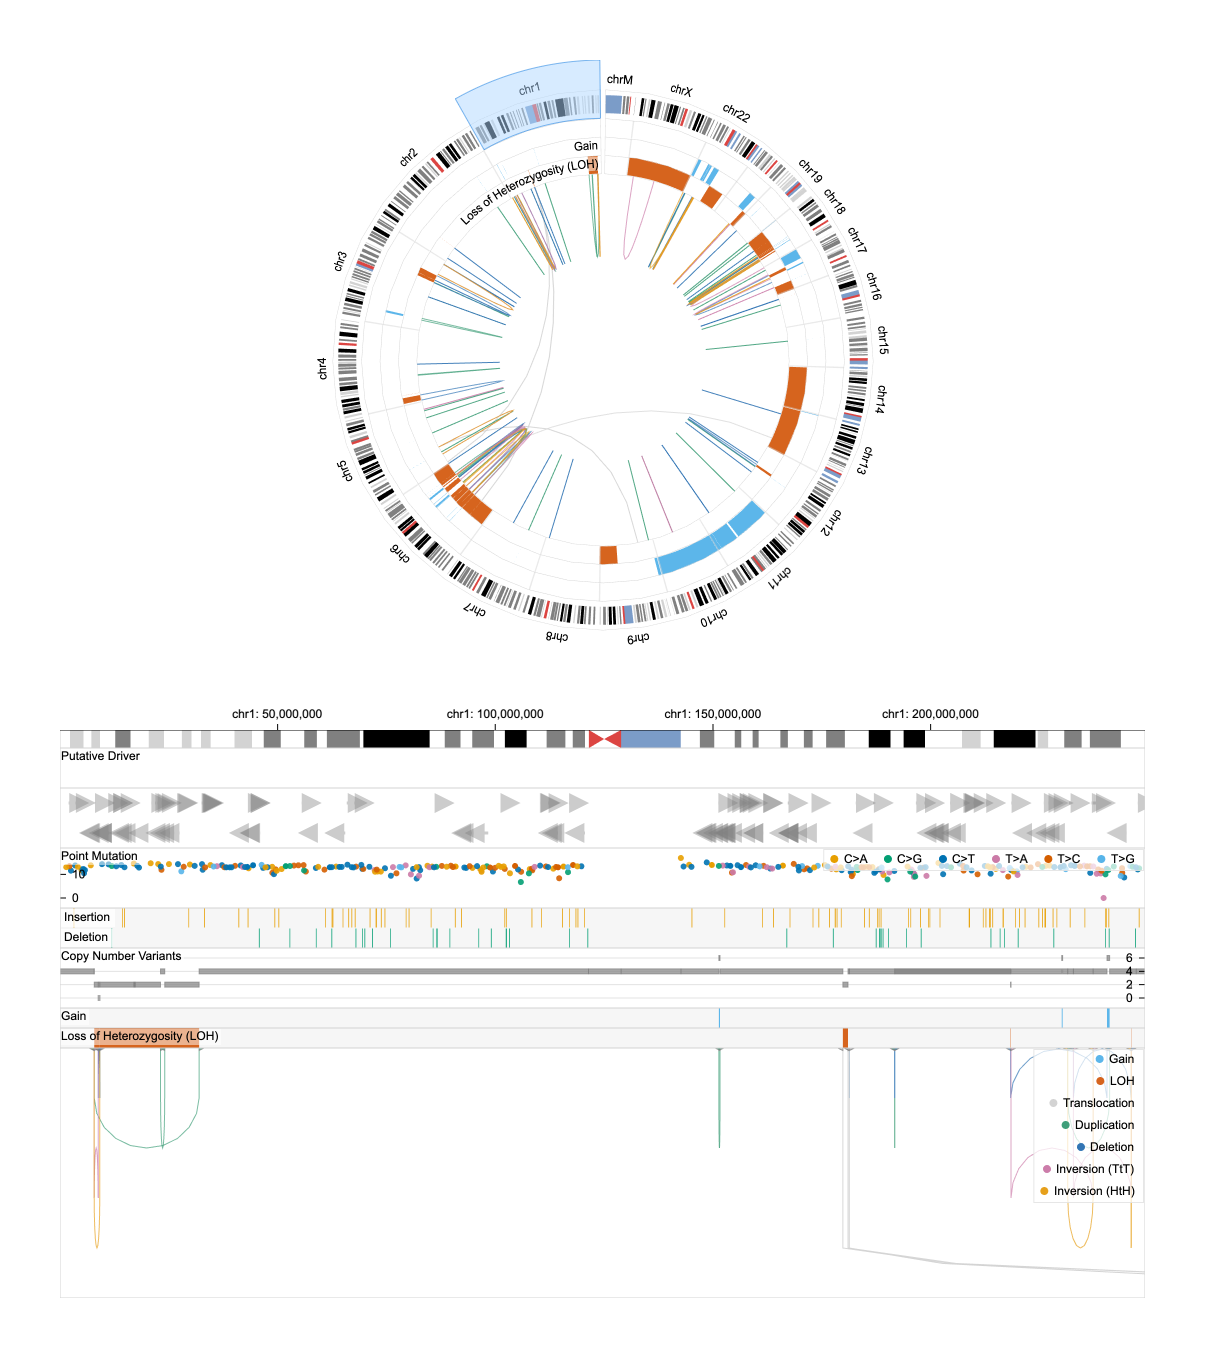 chrM
chrX
chr1
chr22
Gain
chr2
Loss of Heterozygosity (LOH)
chr19
chr18
chr17
chr3
chr16
chr15
chr4
chr14
chr13
chr5
chr12
chr6
chr11
chr7
chr10
chr8
chr9
chr1: 50,000,000
chr1: 100,000,000
chr1: 150,000,000
chr1: 200,000,000
Putative Driver
Point Mutation
C>A
C>G
C>T
T>A
T>C
T>G
10
0
Insertion
Deletion
Copy Number Variants
6
4
2
0
Gain
Loss of Heterozygosity (LOH)
Gain
LOH
Translocation
Duplication
Deletion
Inversion (TtT)
Inversion (HtH)